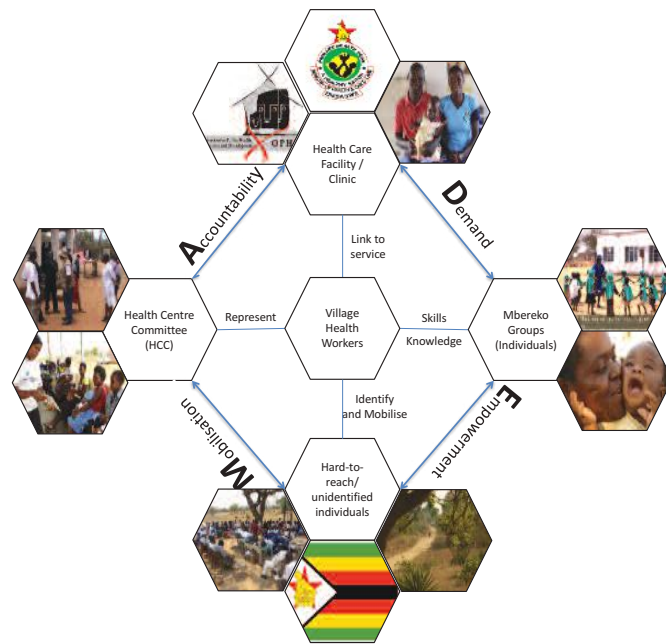 OPH
Health Care
Facility /
Clinic
Accountability
Demand
Link to
service
Health Centre
Committee
(HCC)
Represent
Village
Health
Workers
Skills
Knowledge
Mbereko
Groups
(Individuals)
Identify
and Mobilise
Mobilisation
Empowerment
Hard-to-
reach/
unidentified
individuals